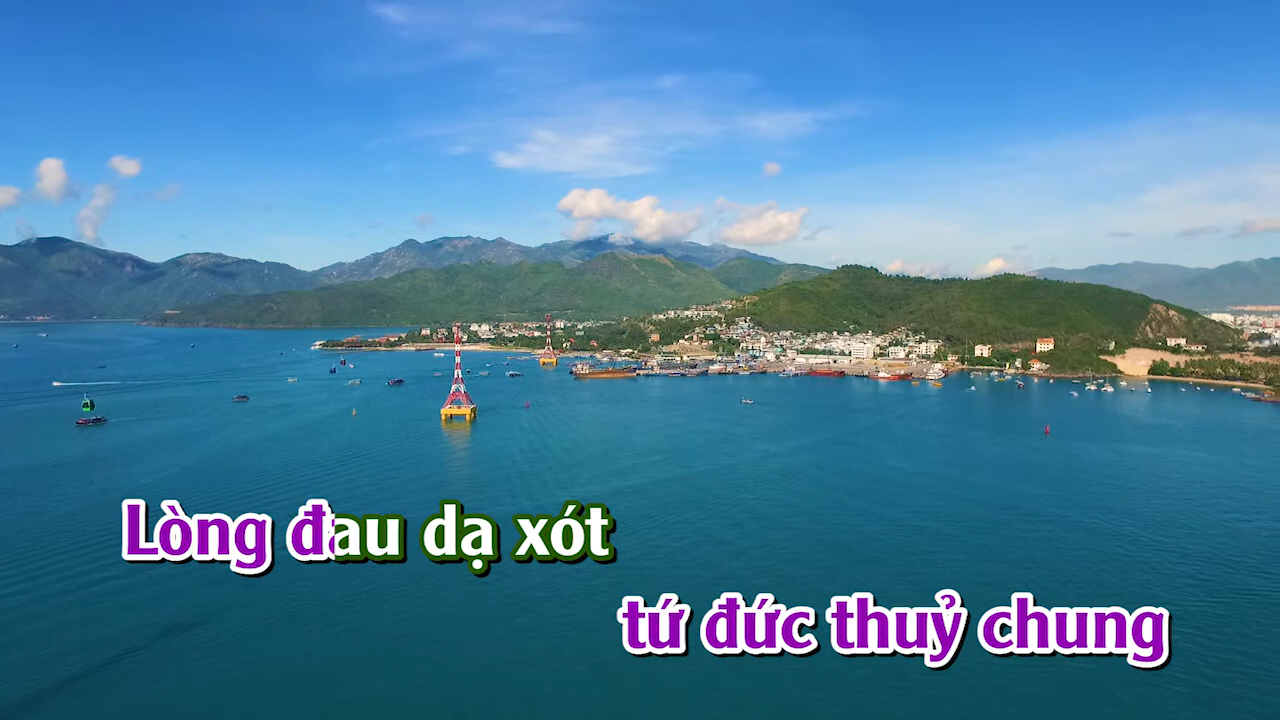 Lòng đau dạ xót
tứ đức thuỷ chung